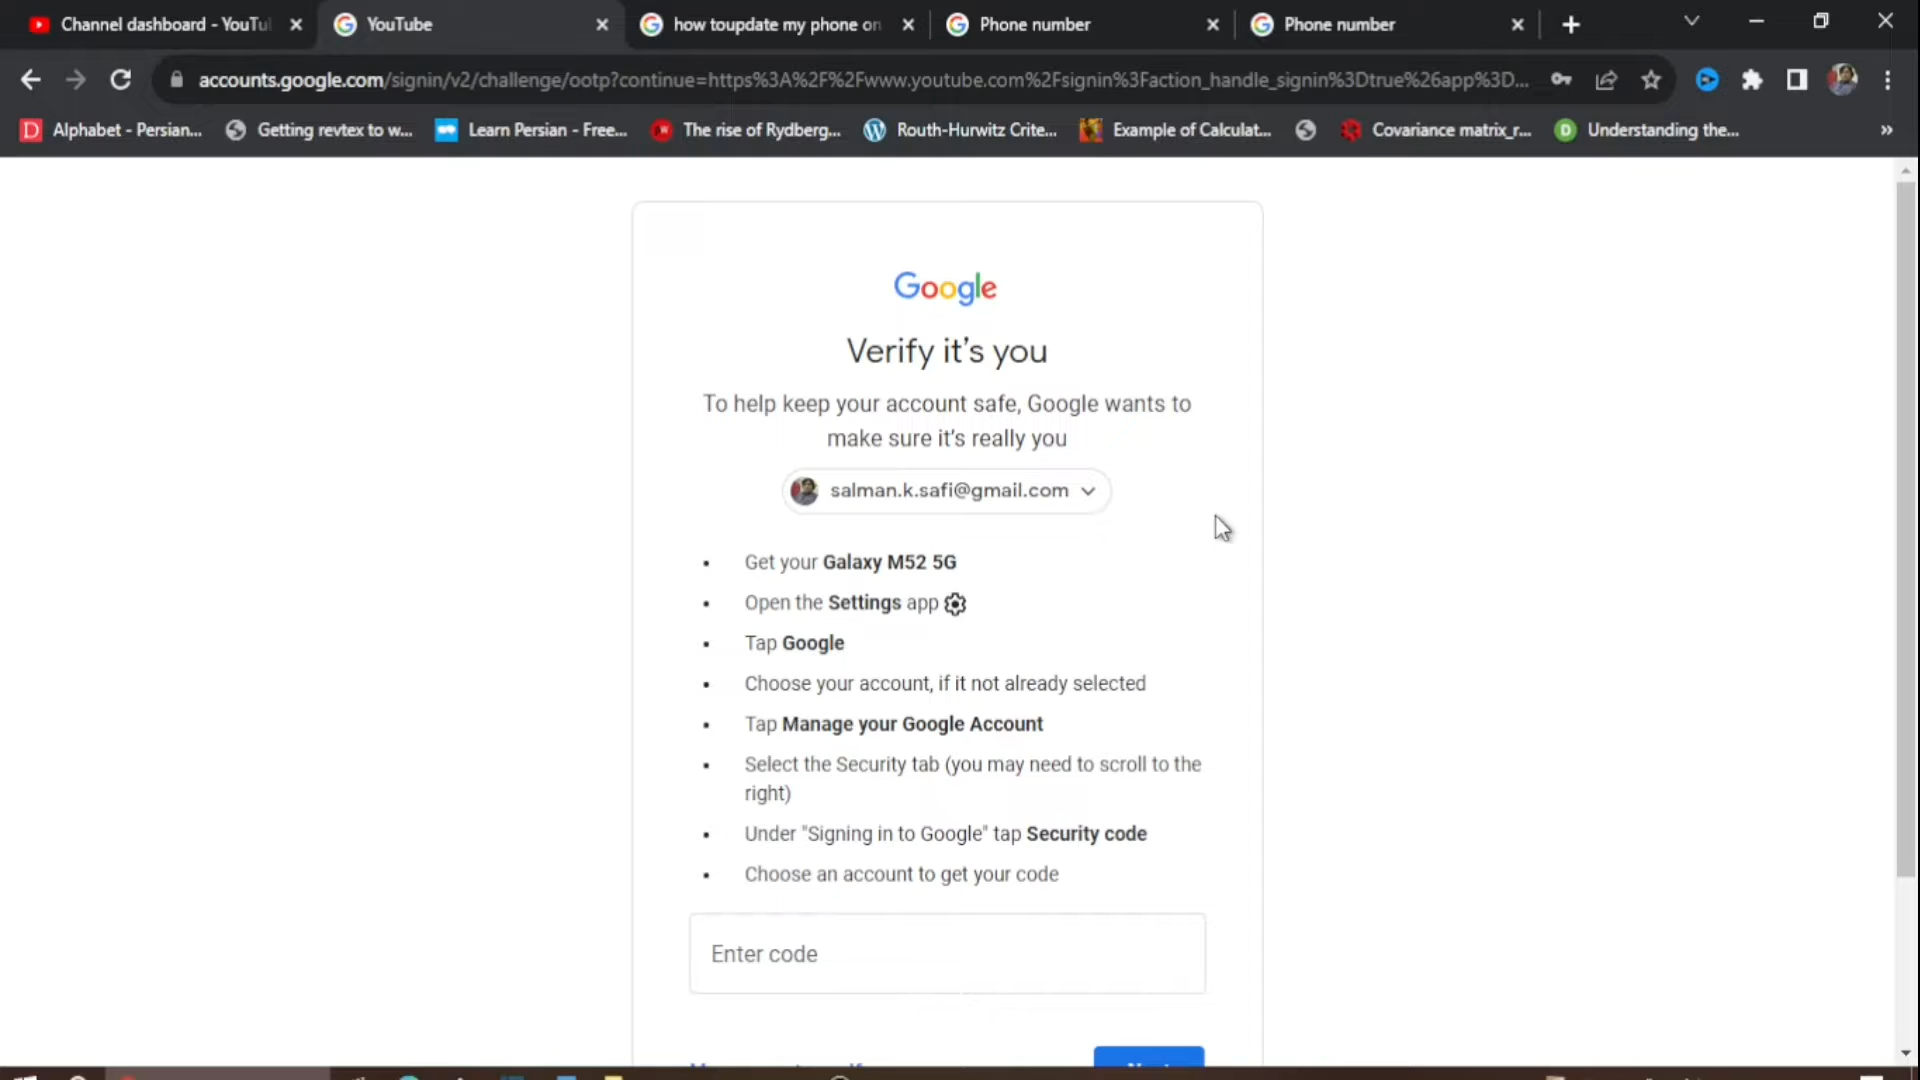 Channel dashboard - YouTu
YouTube
how toupdate my phone on
Phone number
Phone number
accounts.google.com/signin/v2/challenge/ootp?continue=https%3A%2F%2Fwww.youtube.com%2Fsignin%3Faction_handle_signin%3Dtrue%26app%3D...
Alphabet - Persian...
Getting revtex to w...
Learn Persian - Free...
The rise of Rydberg...
Routh-Hurwitz Crite...
Example of Calculat...
Covariance matrix_r...
Understanding the...
Google
Verify it's you
To help keep your account safe, Google wants to
make sure it's really you
salman.k.safi@gmail.com
Get your Galaxy M52 5G
Open the Settings app
Tap Google
Choose your account, if it not already selected
Tap Manage your Google Account
Select the Security tab (you may need to scroll to the
right)
Under "Signing in to Google" tap Security code
Choose an account to get your code
Enter code